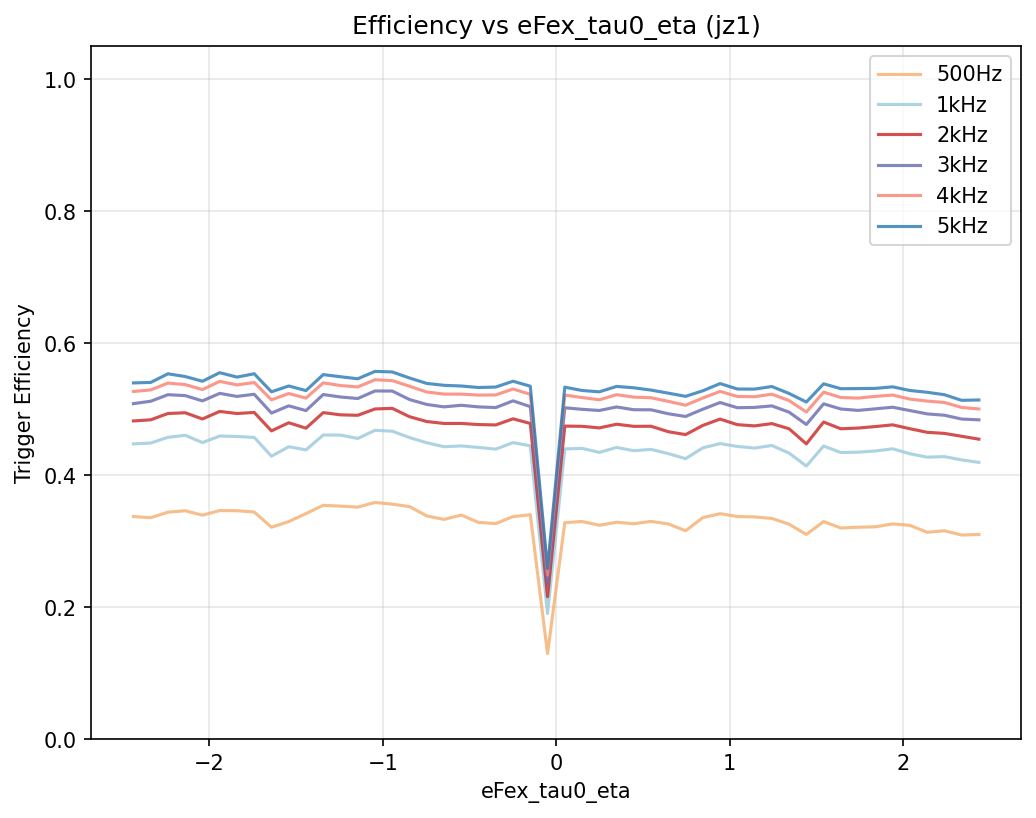 Efficiency vs eFex_tau0_eta (jz1)
1.0
0.8
0.6
0.4
0.2
0.0
Trigger Efficiency
500Hz
1kHz
2kHz
3kHz
4kHz
5kHz
−2
−1
0
1
2
eFex_tau0_eta